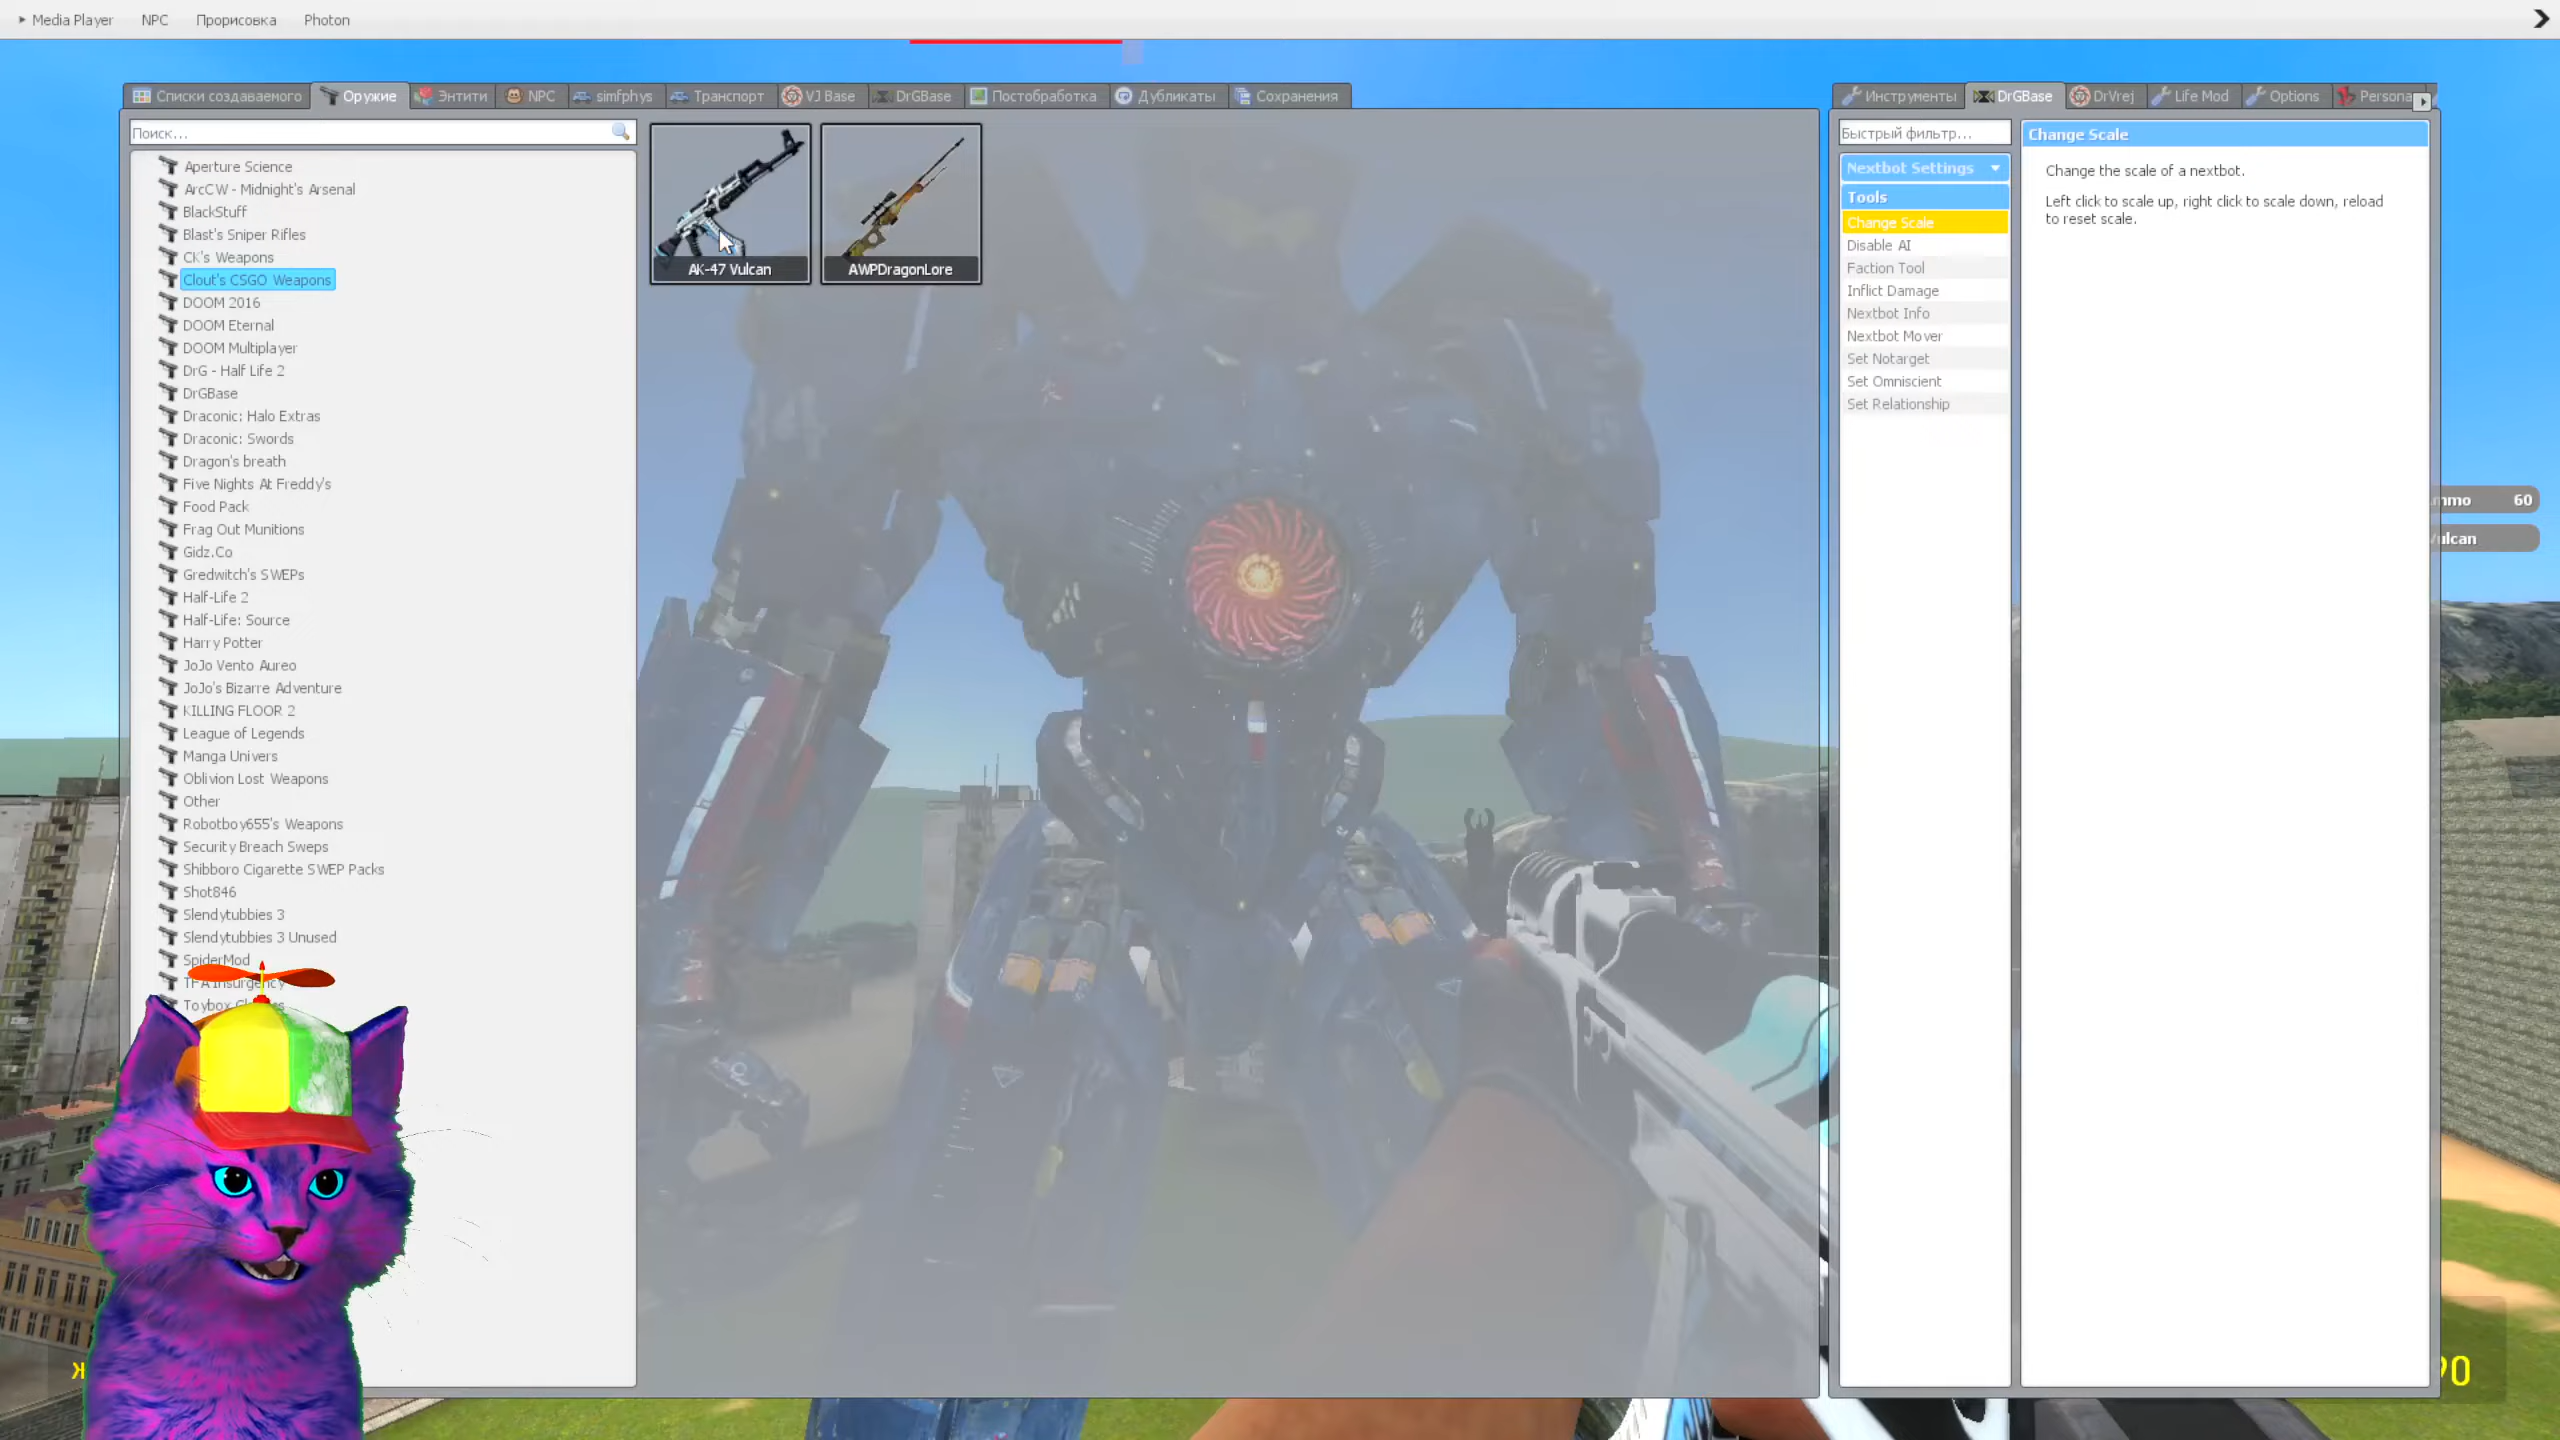 Media Player NPC Прорисовка Photon
Списки создаваемого Оружие Энтити NPC simfphys Транспорт VJ Base DrGBase Постобработка Дубликаты Сохранения
Инструменты DrGBase DrVrej Life Mod Options Persona
Поиск...
Aperture Science
ArcCW - Midnight's Arsenal
BlackStuff
Blast's Sniper Rifles
CK's Weapons
Clout's CSGO Weapons
DOOM 2016
DOOM Eternal
DOOM Multiplayer
DrG - Half Life 2
DrGBase
Draconic: Halo Extras
Draconic: Swords
Dragon's breath
Five Nights At Freddy's
Food Pack
Frag Out Munitions
Gidz.Co
Gredwitch's SWEPs
Half-Life 2
Half-Life: Source
Harry Potter
JoJo Vento Aureo
JoJo's Bizarre Adventure
KILLING FLOOR 2
League of Legends
Manga Univers
Oblivion Lost Weapons
Other
Robotboy655's Weapons
Security Breach Sweps
Shibboro Cigarette SWEP Packs
Shot846
Slendytubbies 3
Slendytubbies 3 Unused
SpiderMod
TFA Insurgency
Toybox
AK-47 Vulcan
AWPDragonLore
Быстрый фильтр...
Nextbot Settings
Tools
Change Scale
Disable AI
Faction Tool
Inflict Damage
Nextbot Info
Nextbot Mover
Set Notarget
Set Omniscient
Set Relationship
Change Scale
Change the scale of a nextbot.
Left click to scale up, right click to scale down, reload
to reset scale.
mmo 60
Vulcan
90